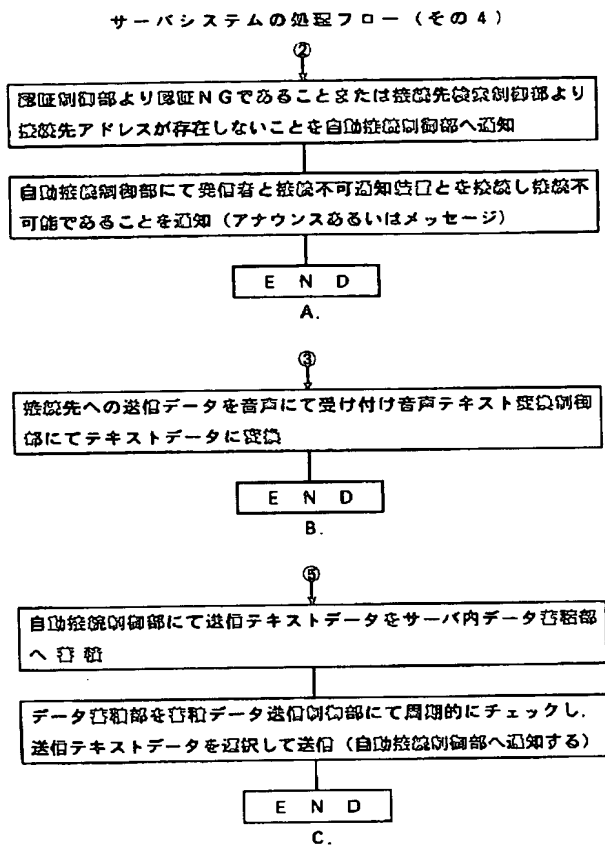 サーバシステムの処理フロー(その4)
②
認証制御部より認証NGであることまたは接続先検索制御部より
接続先アドレスが存在しないことを自動接続制御部へ通知
自動接続制御部にて発信者と接続不可通知装置とを接続し接続不
可能であることを通知(アナウンスあるいはメッセージ)
END
A.
③
接続先への送信データを音声にて受け付け音声テキスト変換制御
部にてテキストデータに変換
END
B.
⑤
自動接続制御部にて送信テキストデータをサーバ内データ蓄積部
へ蓄積
データ蓄積部を蓄積データ送信制御部にて周期的にチェックし,
送信テキストデータを選択して送信(自動接続制御部へ通知する)
END
C.